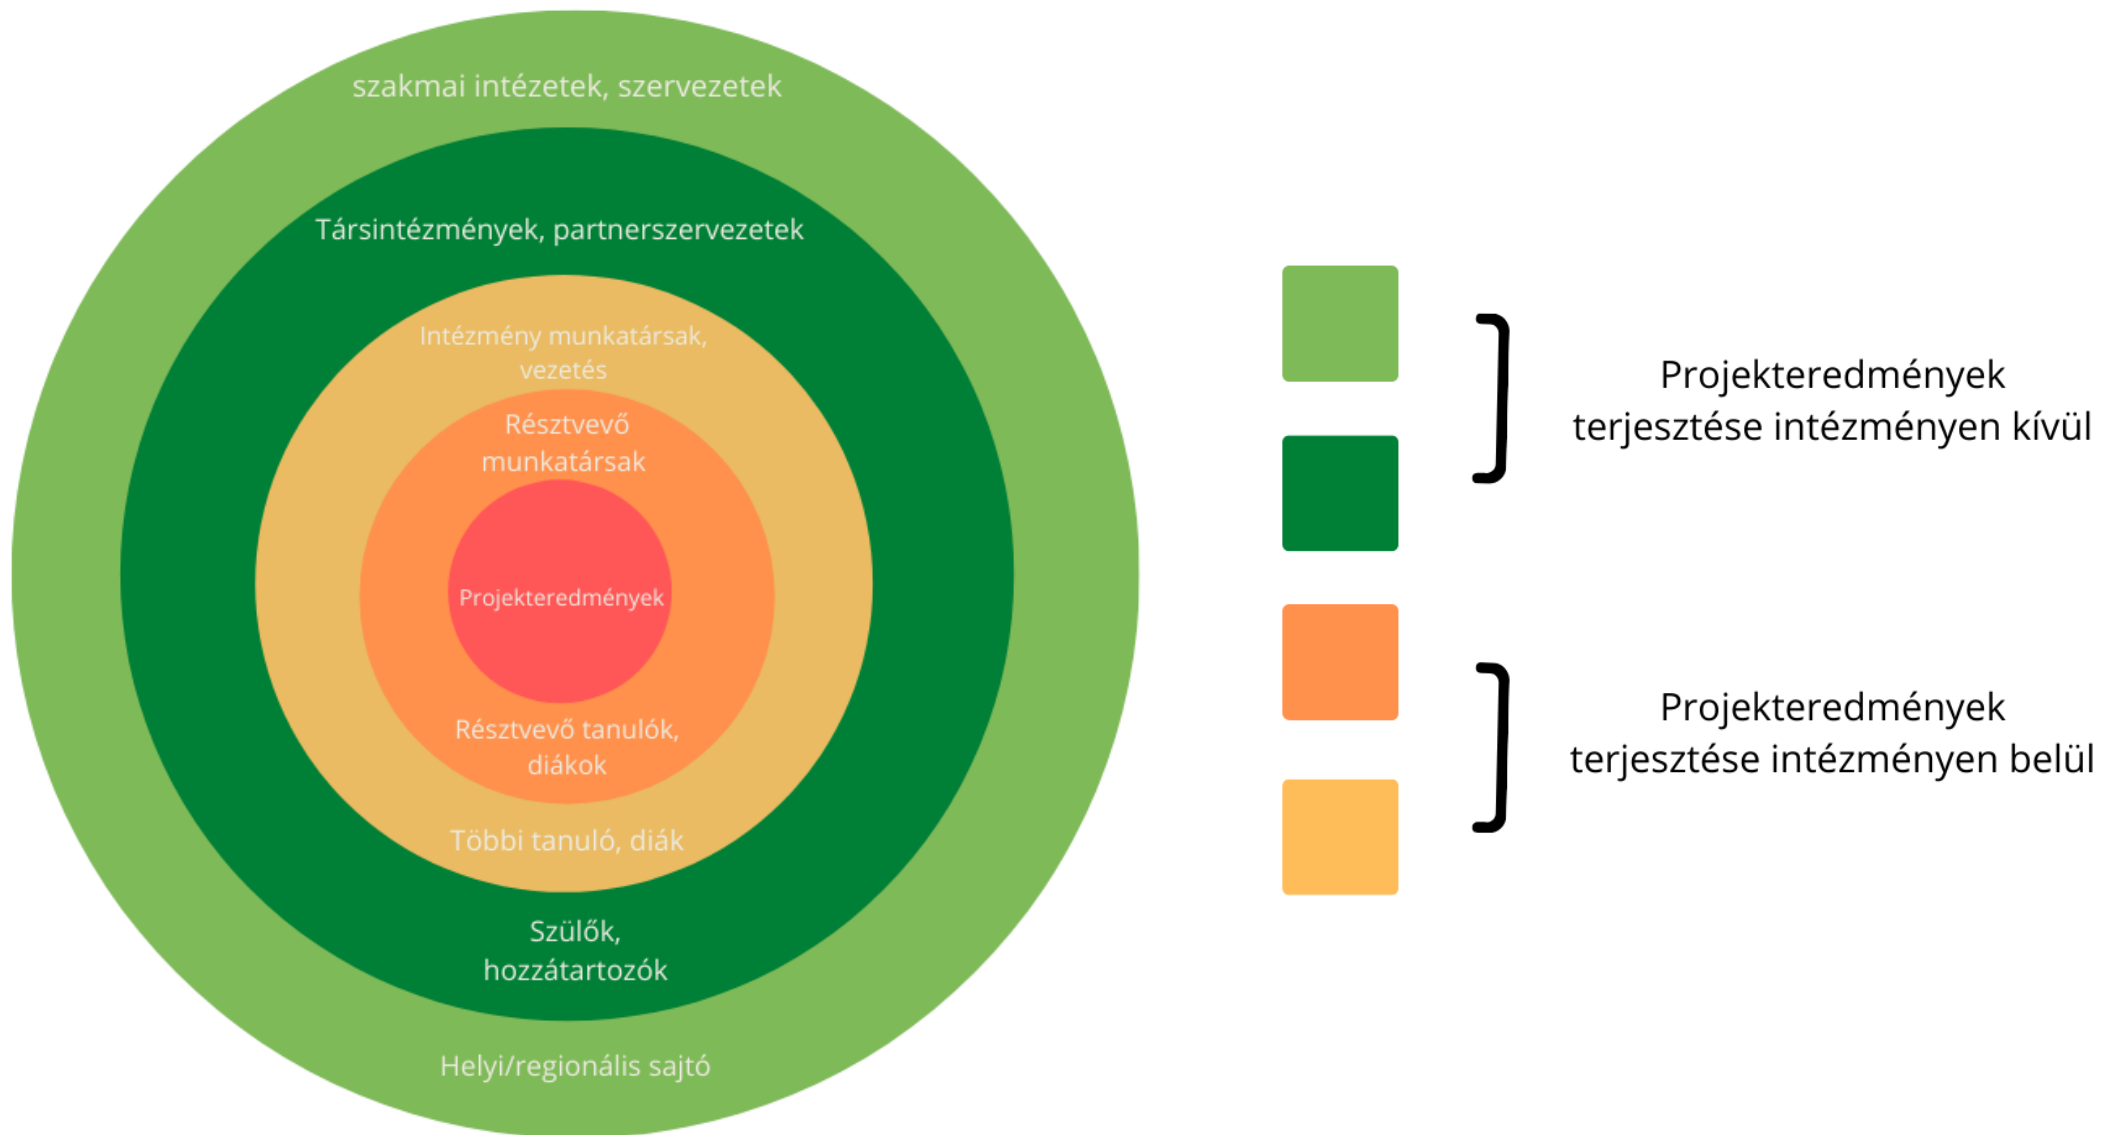 szakmai intézetek, szervezetek
Társintézmények, partnerszervezetek
Intézmény munkatársak,
vezetés
Résztvevő
munkatársak
Projekteredmények
Résztvevő tanulók,
diákok
Többi tanuló, diák
Szülők,
hozzátartozók
Helyi/regionális sajtó
Projekteredmények
terjesztése intézményen kívül
Projekteredmények
terjesztése intézményen belül